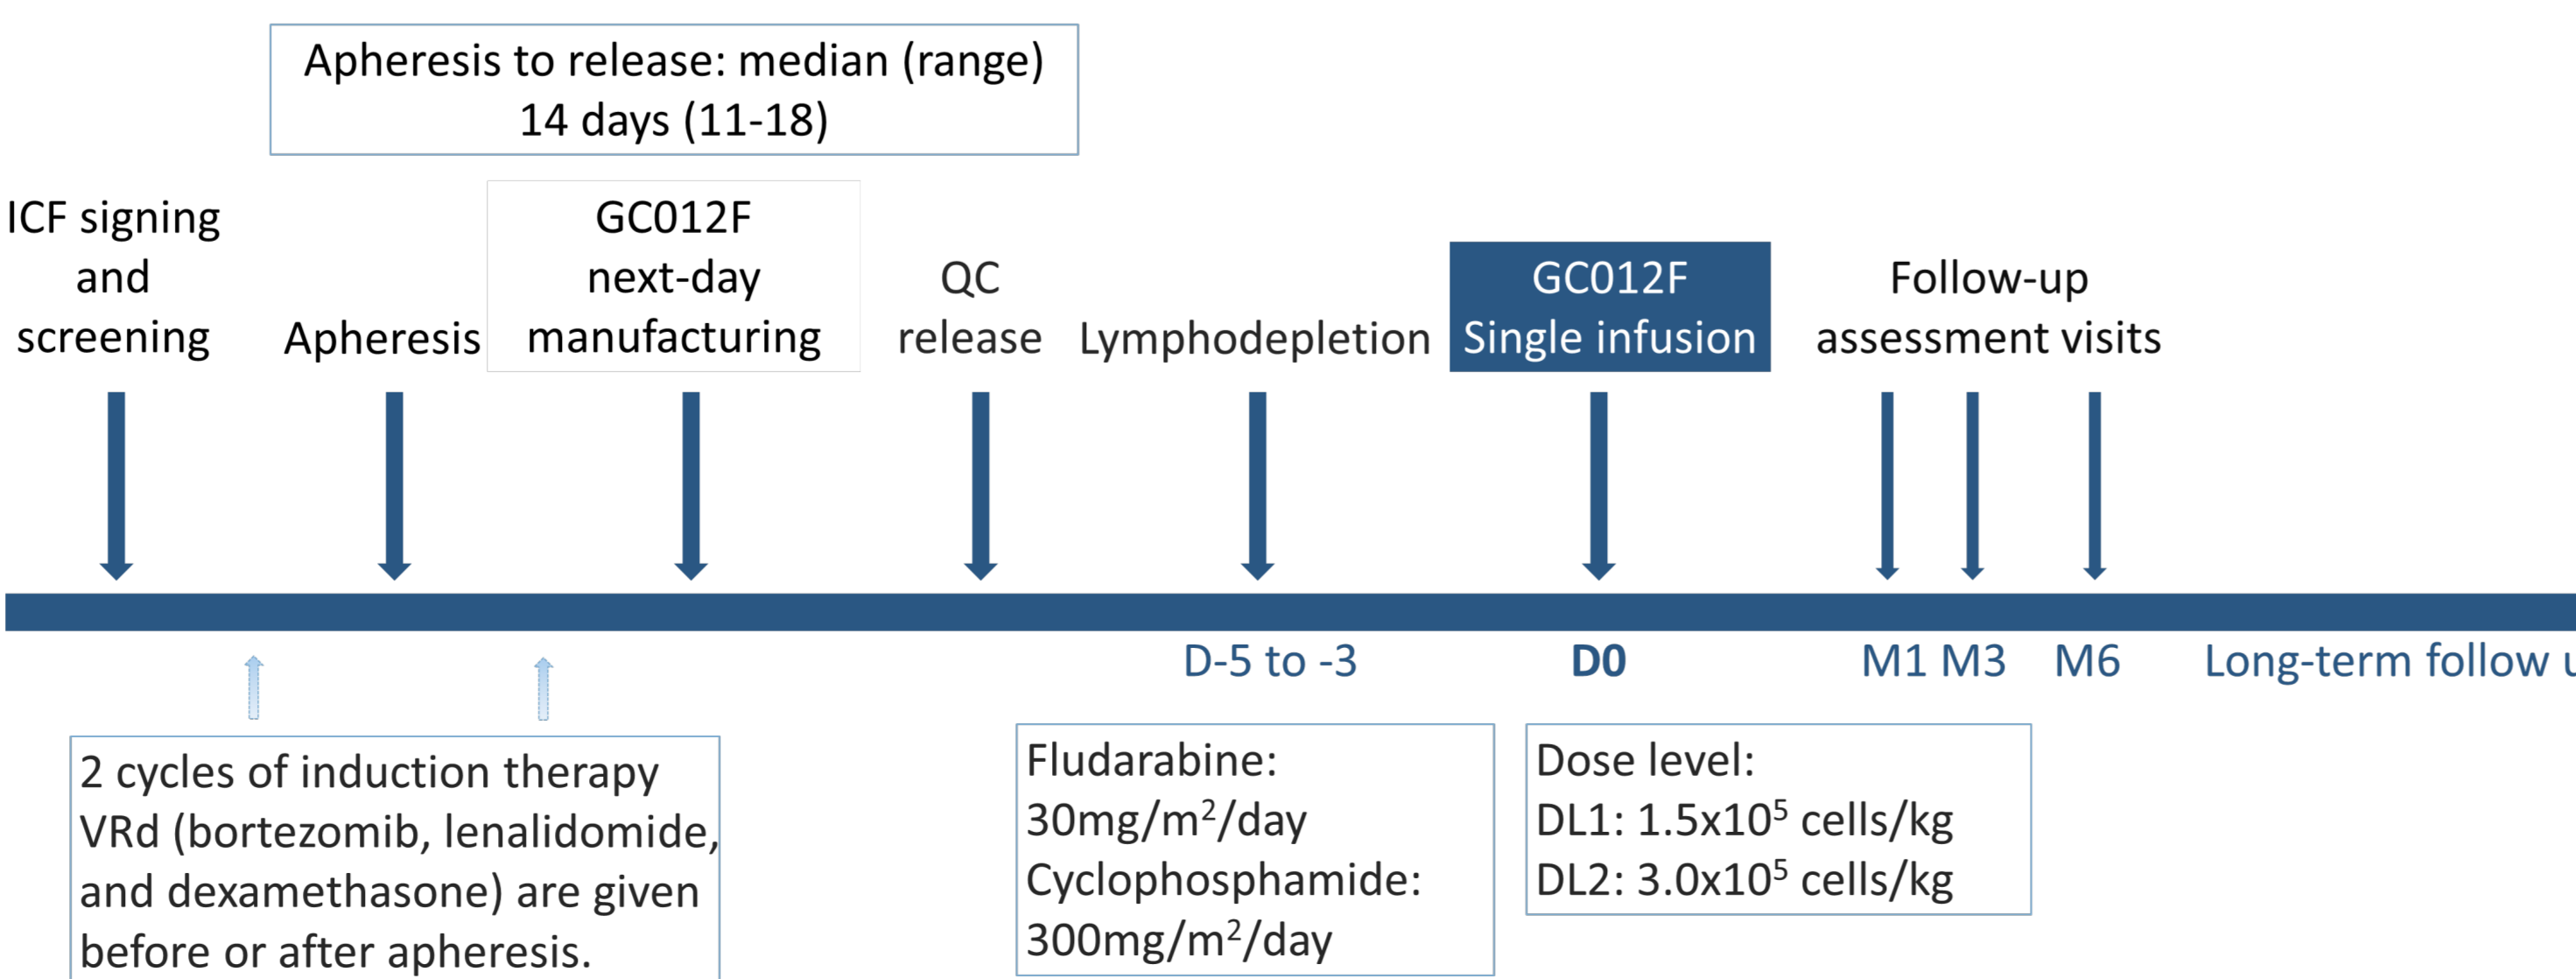 Apheresis to release: median (range)
14 days (11-18)
ICF signing
and
screening
Apheresis
GC012F
next-day
manufacturing
QC
release
Lymphodepletion
GC012F
Single infusion
Follow-up
assessment visits
D-5 to -3
D0
M1 M3 M6
Long-term follow u
2 cycles of induction therapy
VRd (bortezomib, lenalidomide,
and dexamethasone) are given
before or after apheresis.
Fludarabine:
30mg/m²/day
Cyclophosphamide:
300mg/m²/day
Dose level:
DL1: 1.5x10⁵ cells/kg
DL2: 3.0x10⁵ cells/kg